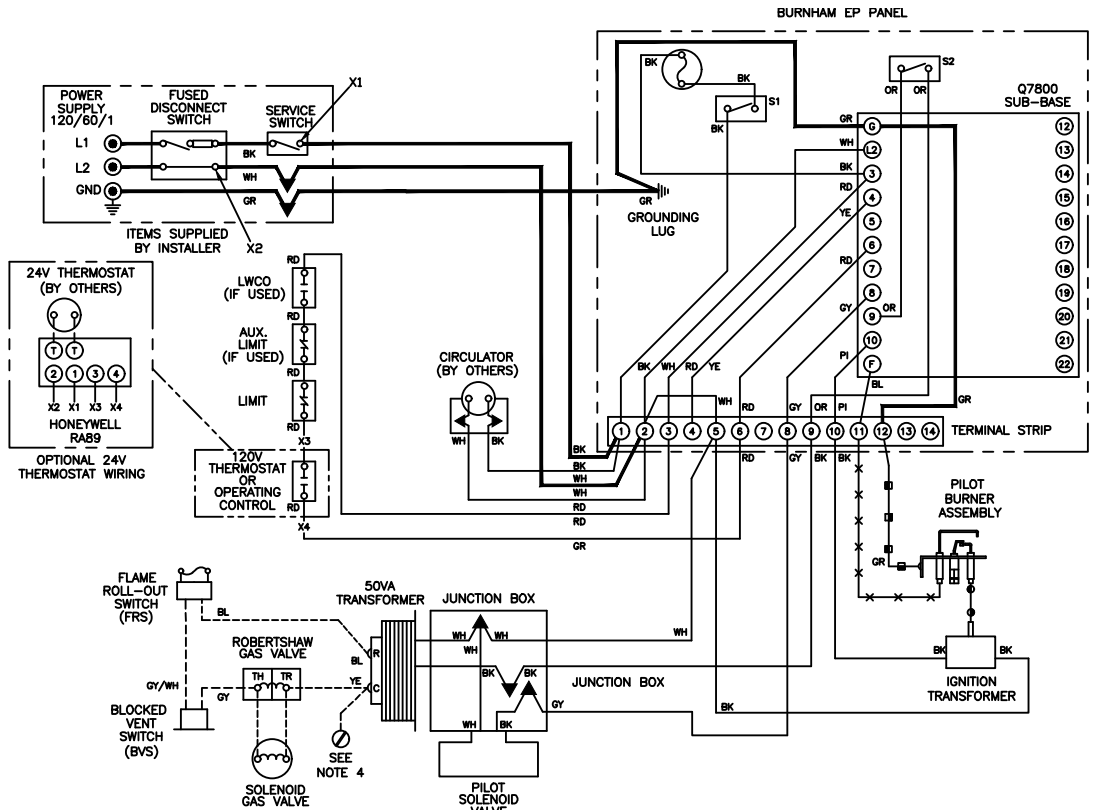 BURNHAM EP PANEL
X1
POWER
SUPPLY
120/60/1
FUSED
DISCONNECT
SWITCH
SERVICE
SWITCH
L1
L2
GND
BK
WH
GR
ITEMS SUPPLIED
BY INSTALLER
X2
BK
BK
BK
S1
S2
OR
OR
Q7800
SUB-BASE
GR
WH
BK
RD
YE
RD
GY
OR
PI
BL
G
L2
3
4
5
6
7
8
9
10
F
12
13
14
15
16
17
18
19
20
21
22
GR
GROUNDING
LUG
24V THERMOSTAT
(BY OTHERS)
T
T
2
1
3
4
X2
X1
X3
X4
HONEYWELL
RA89
OPTIONAL 24V
THERMOSTAT WIRING
RD
LWCO
(IF USED)
RD
AUX.
LIMIT
(IF USED)
RD
LIMIT
RD
X3
120V
THERMOSTAT
OR
OPERATING
CONTROL
RD
X4
CIRCULATOR
(BY OTHERS)
WH
BK
BK
WH
RD
YE
WH
RD
GY
OR
PI
GR
1
2
3
4
5
6
7
8
9
10
11
12
13
14
TERMINAL STRIP
BK
BK
WH
WH
RD
RD
GR
RD
GY
BK
BK
PILOT
BURNER
ASSEMBLY
GR
FLAME
ROLL-OUT
SWITCH
(FRS)
BL
50VA
TRANSFORMER
JUNCTION BOX
ROBERTSHAW
GAS VALVE
TH
TR
BL
R
YE
C
GY/WH
GY
BLOCKED
VENT
SWITCH
(BVS)
SOLENOID
GAS VALVE
SEE
NOTE 4
WH
WH
WH
WH
BK
BK
GY
JUNCTION BOX
WH
BK
PILOT
SOLENOID
VALVE
BK
BK
BK
IGNITION
TRANSFORMER